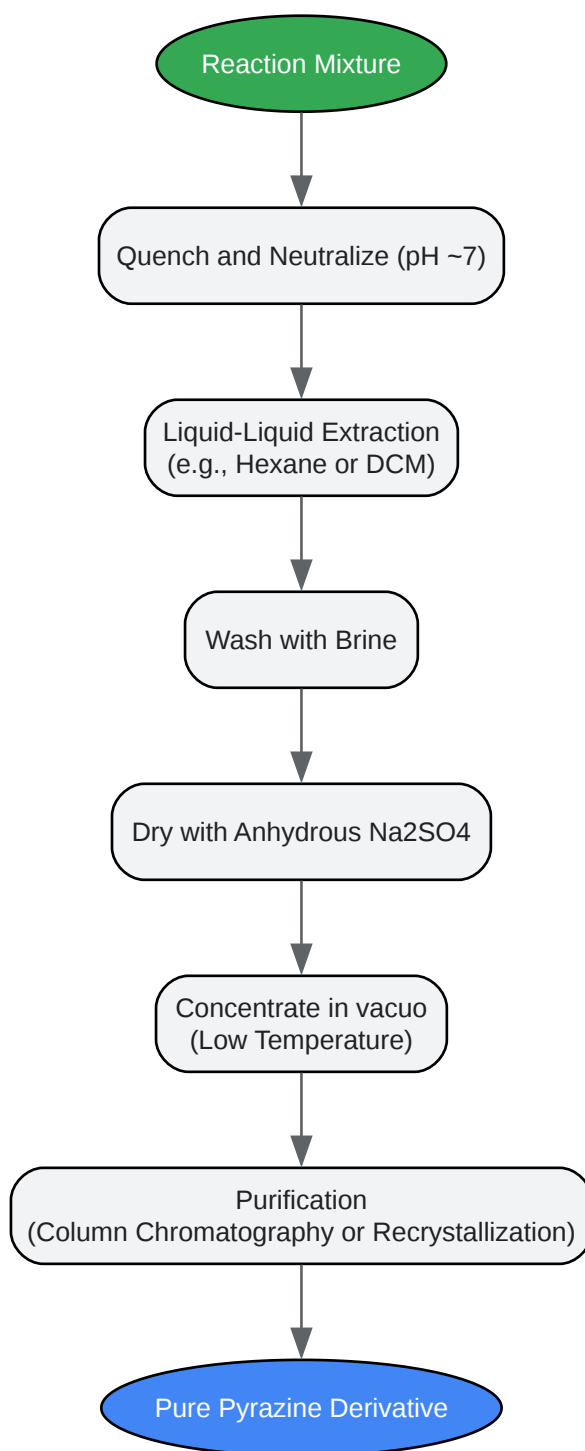 Reaction Mixture
Quench and Neutralize (pH ~7)
Liquid-Liquid Extraction
(e.g., Hexane or DCM)
Wash with Brine
Dry with Anhydrous Na2SO4
Concentrate in vacuo
(Low Temperature)
Purification
(Column Chromatography or Recrystallization)
Pure Pyrazine Derivative